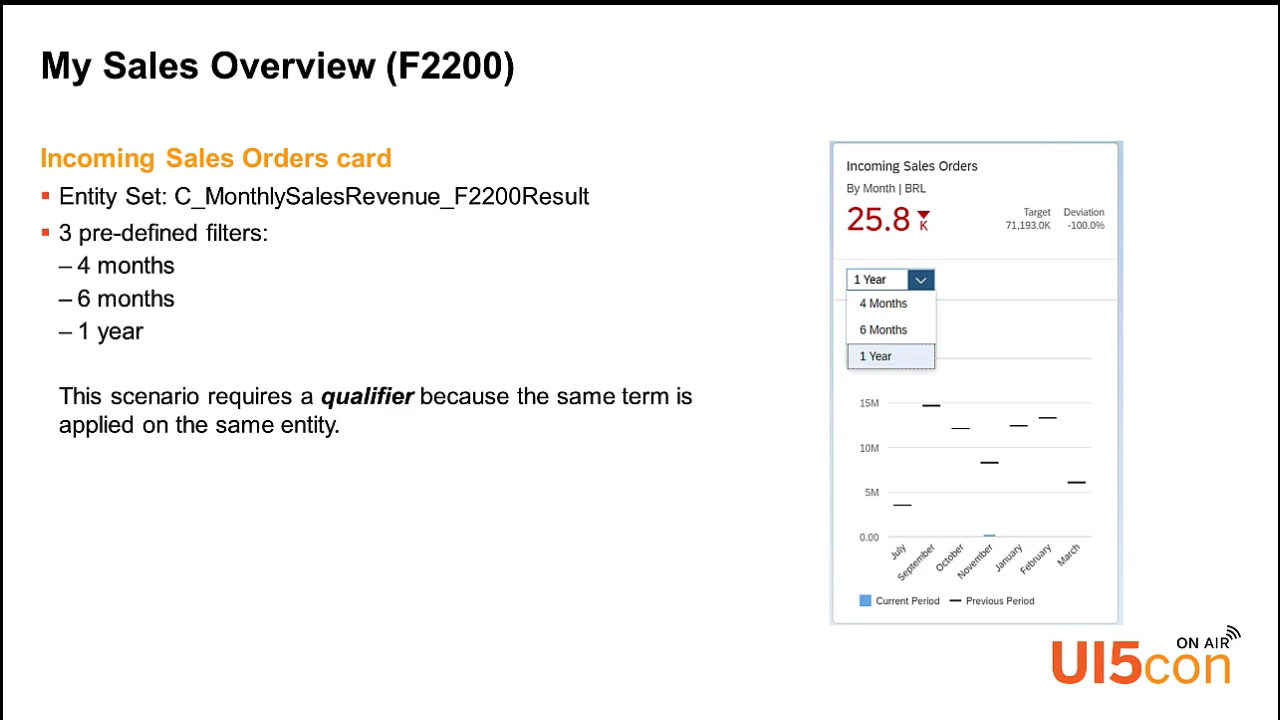 My Sales Overview (F2200)
Incoming Sales Orders card
▪ Entity Set: C_MonthlySalesRevenue_F2200Result
▪ 3 pre-defined filters:
– 4 months
– 6 months
– 1 year
This scenario requires a qualifier because the same term is
applied on the same entity.
Incoming Sales Orders
By Month | BRL
25.8 K
Target Deviation
71,193.0K -100.0%
1 Year
4 Months
6 Months
1 Year
15M
10M
5M
0.00
July September October November January February March
Current Period Previous Period
ON AIR
UI5con